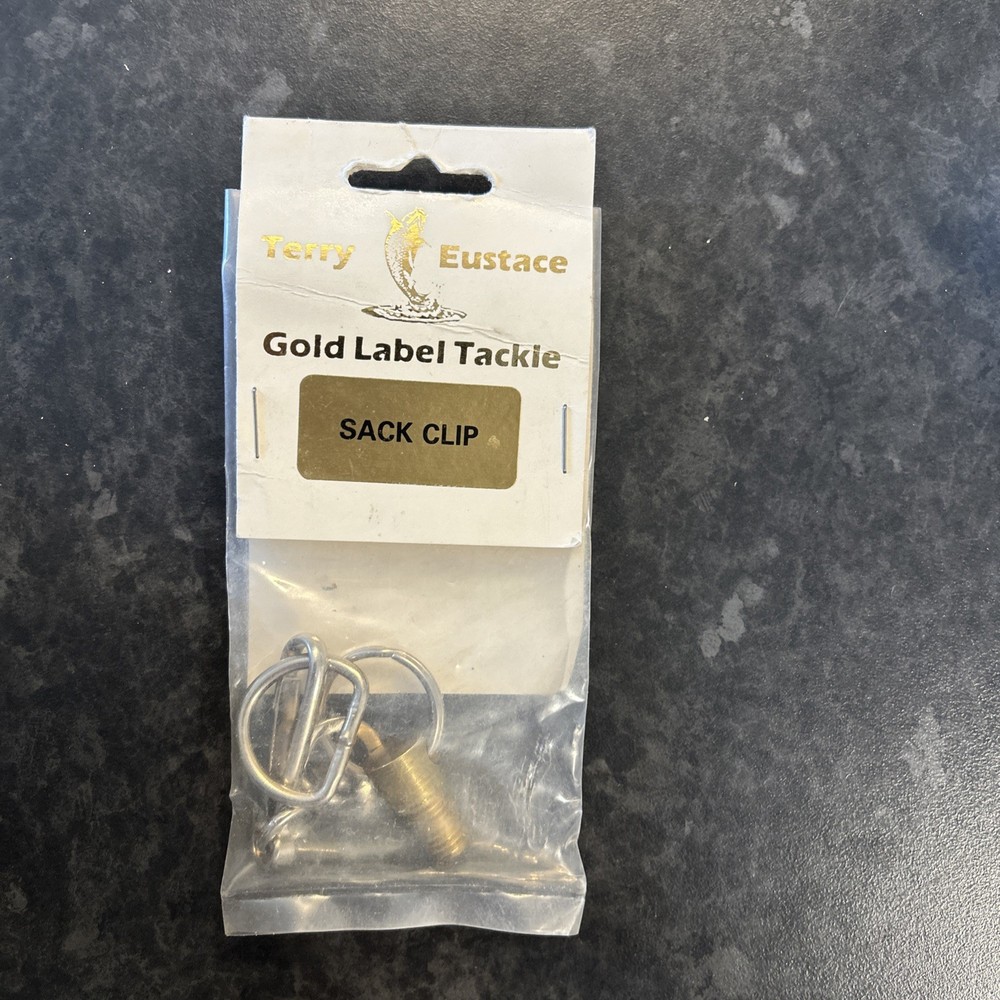 Terry Eustace
Gold Label Tackle
SACK CLIP